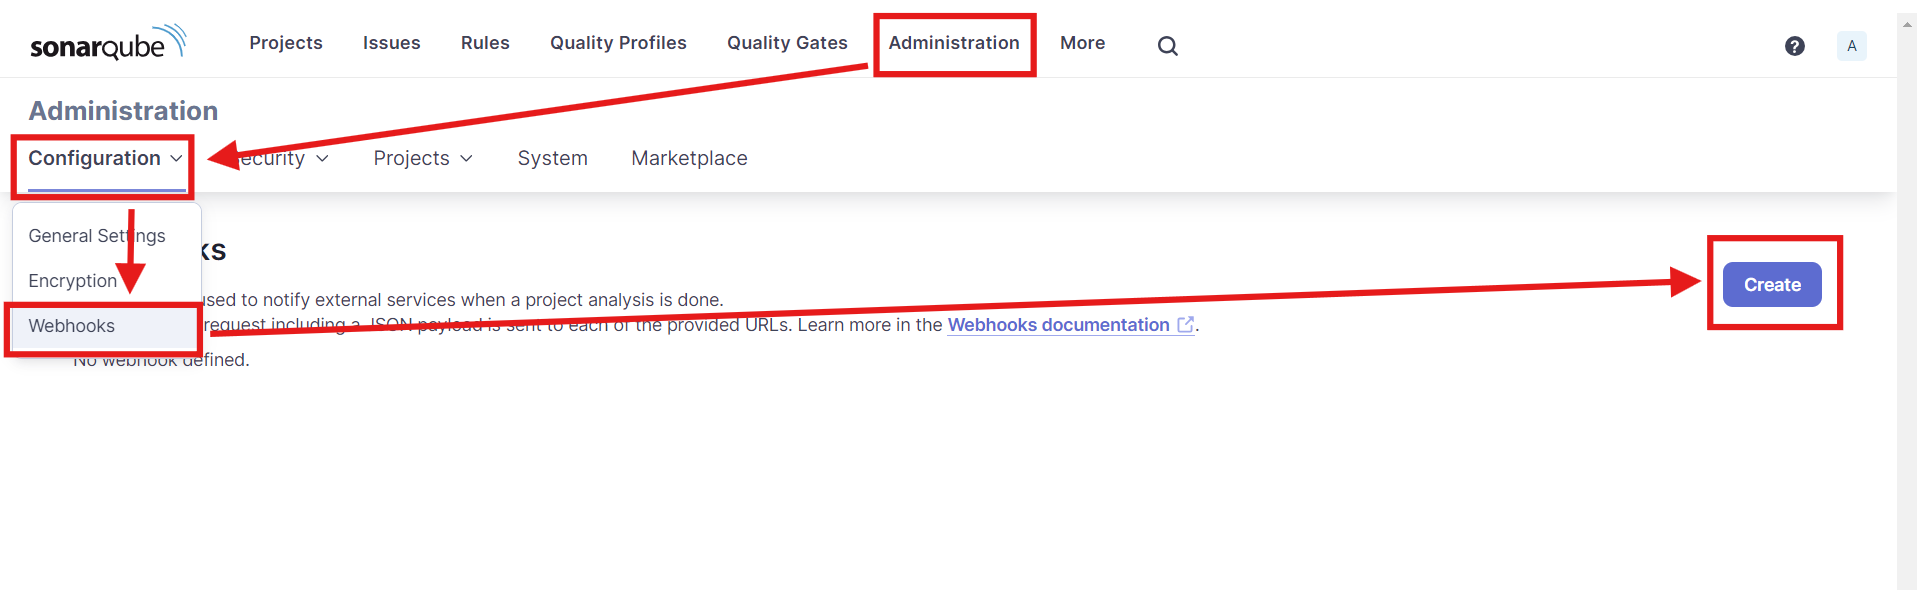 sonarqube Projects Issues Rules Quality Profiles Quality Gates Administration More A
Administration
Configuration ecurity Projects System Marketplace
General Settings
ks
Encryption
used to notify external services when a project analysis is done.
Webhooks
request including a JSON payload is sent to each of the provided URLs. Learn more in the Webhooks documentation.
No webhook defined.
Create